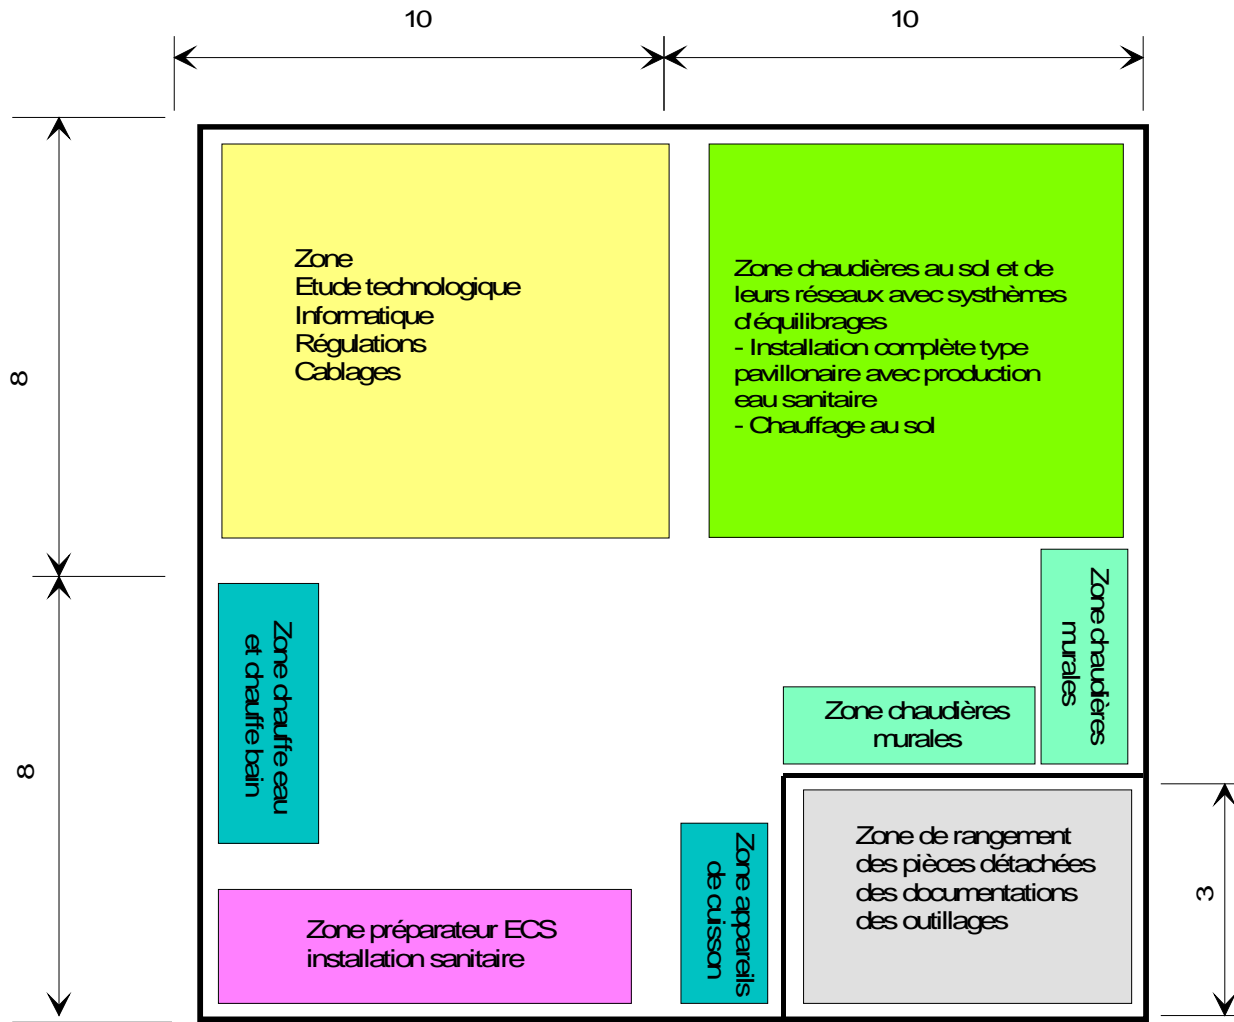 10
10
8
Zone
Etude technologique
Informatique
Régulations
Cablages
Zone chaudières au sol et de
leurs réseaux avec systhèmes
d'équilibrages
- Installation complète type
pavillonaire avec production
eau sanitaire
- Chauffage au sol
8
Zone chauffe eau
et chauffe bain
Zone chaudières
murales
Zone chaudières
murales
Zone préparateur ECS
installation sanitaire
Zone appareils
de cuisson
Zone de rangement
des pièces détachées
des documentations
des outillages
3